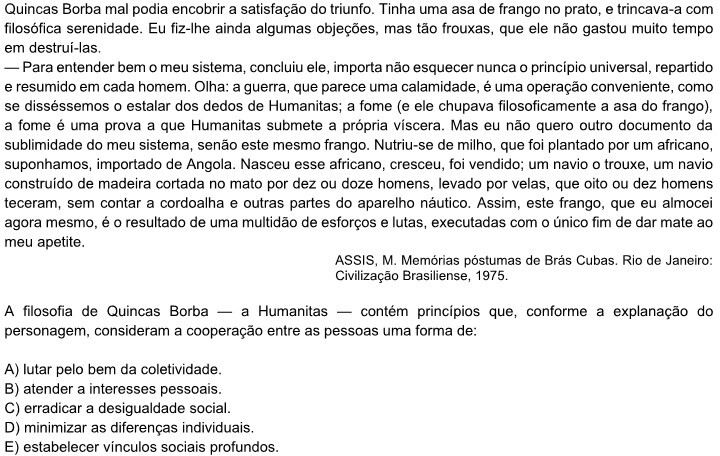 Quincas Borba mal podia encobrir a satisfação do triunfo. Tinha uma asa de frango no prato, e trincava-a com
filosófica serenidade. Eu fiz-lhe ainda algumas objeções, mas tão frouxas, que ele não gastou muito tempo
em destruí-las.
— Para entender bem o meu sistema, concluiu ele, importa não esquecer nunca o princípio universal, repartido
e resumido em cada homem. Olha: a guerra, que parece uma calamidade, é uma operação conveniente, como
se disséssemos o estalar dos dedos de Humanitas; a fome (e ele chupava filosoficamente a asa do frango),
a fome é uma prova a que Humanitas submete a própria víscera. Mas eu não quero outro documento da
sublimidade do meu sistema, senão este mesmo frango. Nutriu-se de milho, que foi plantado por um africano,
suponhamos, importado de Angola. Nasceu esse africano, cresceu, foi vendido; um navio o trouxe, um navio
construído de madeira cortada no mato por dez ou doze homens, levado por velas, que oito ou dez homens
teceram, sem contar a cordoalha e outras partes do aparelho náutico. Assim, este frango, que eu almocei
agora mesmo, é o resultado de uma multidão de esforços e lutas, executadas com o único fim de dar mate ao
meu apetite.
ASSIS, M. Memórias póstumas de Brás Cubas. Rio de Janeiro:
Civilização Brasiliense, 1975.
A filosofia de Quincas Borba — a Humanitas — contém princípios que, conforme a explanação do
personagem, consideram a cooperação entre as pessoas uma forma de:
A) lutar pelo bem da coletividade.
B) atender a interesses pessoais.
C) erradicar a desigualdade social.
D) minimizar as diferenças individuais.
E) estabelecer vínculos sociais profundos.